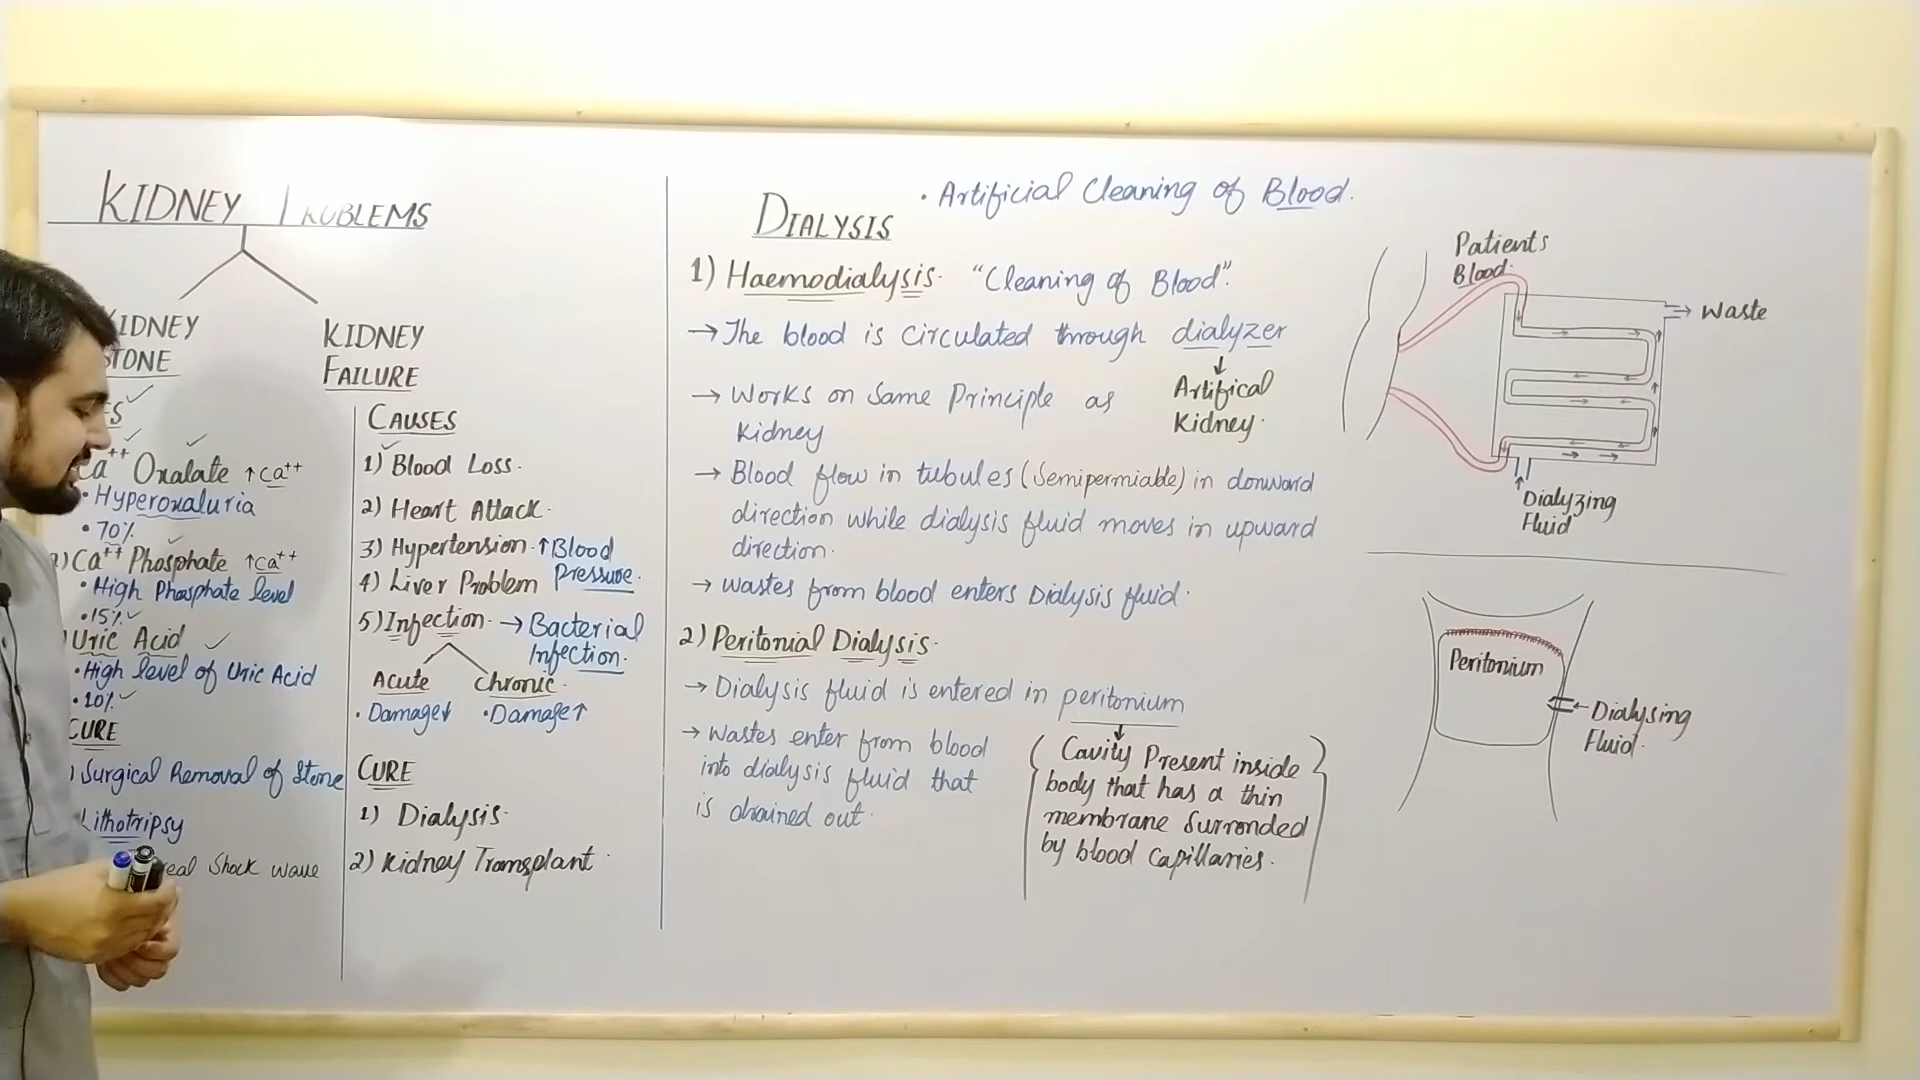 KIDNEY PROBLEMS
KIDNEY
STONE
Ca++ Oxalate ↑Ca++
• Hyperoxaluria
• 70%
Ca++ Phosphate ↑Ca++
• High Phosphate level
• 15%
Uric Acid
• High level of Uric Acid
• 10%
CURE
) Surgical Removal of Stone
Lithotripsy
Shock wave
KIDNEY
FAILURE
CAUSES
1) Blood Loss.
2) Heart Attack.
3) Hypertension. ↑Blood
Pressure.
4) Liver Problem
5) Infection. → Bacterial
Infection.
Acute
• Damage↓
Chronic.
• Damage↑
CURE
1) Dialysis.
2) Kidney Transplant.
DIALYSIS
• Artificial Cleaning of Blood.
1) Haemodialysis. "Cleaning of Blood".
→ The blood is circulated through dialyzer
↓
Artifical
Kidney.
→ Works on Same Principle as
Kidney
→ Blood flow in tubules (Semipermiable) in donward
direction while dialysis fluid moves in upward
direction.
→ Wastes from blood enters Dialysis fluid.
2) Peritonial Dialysis.
→ Dialysis fluid is entered in peritonium
↓
Cavity Present inside
body that has a thin
membrane Surronded
by blood Capillaries.
→ Wastes enter from blood
into dialysis fluid that
is drained out.
Patients
Blood.
→ Waste
Dialyzing
Fluid
Peritonium
← Dialysing
Fluid.